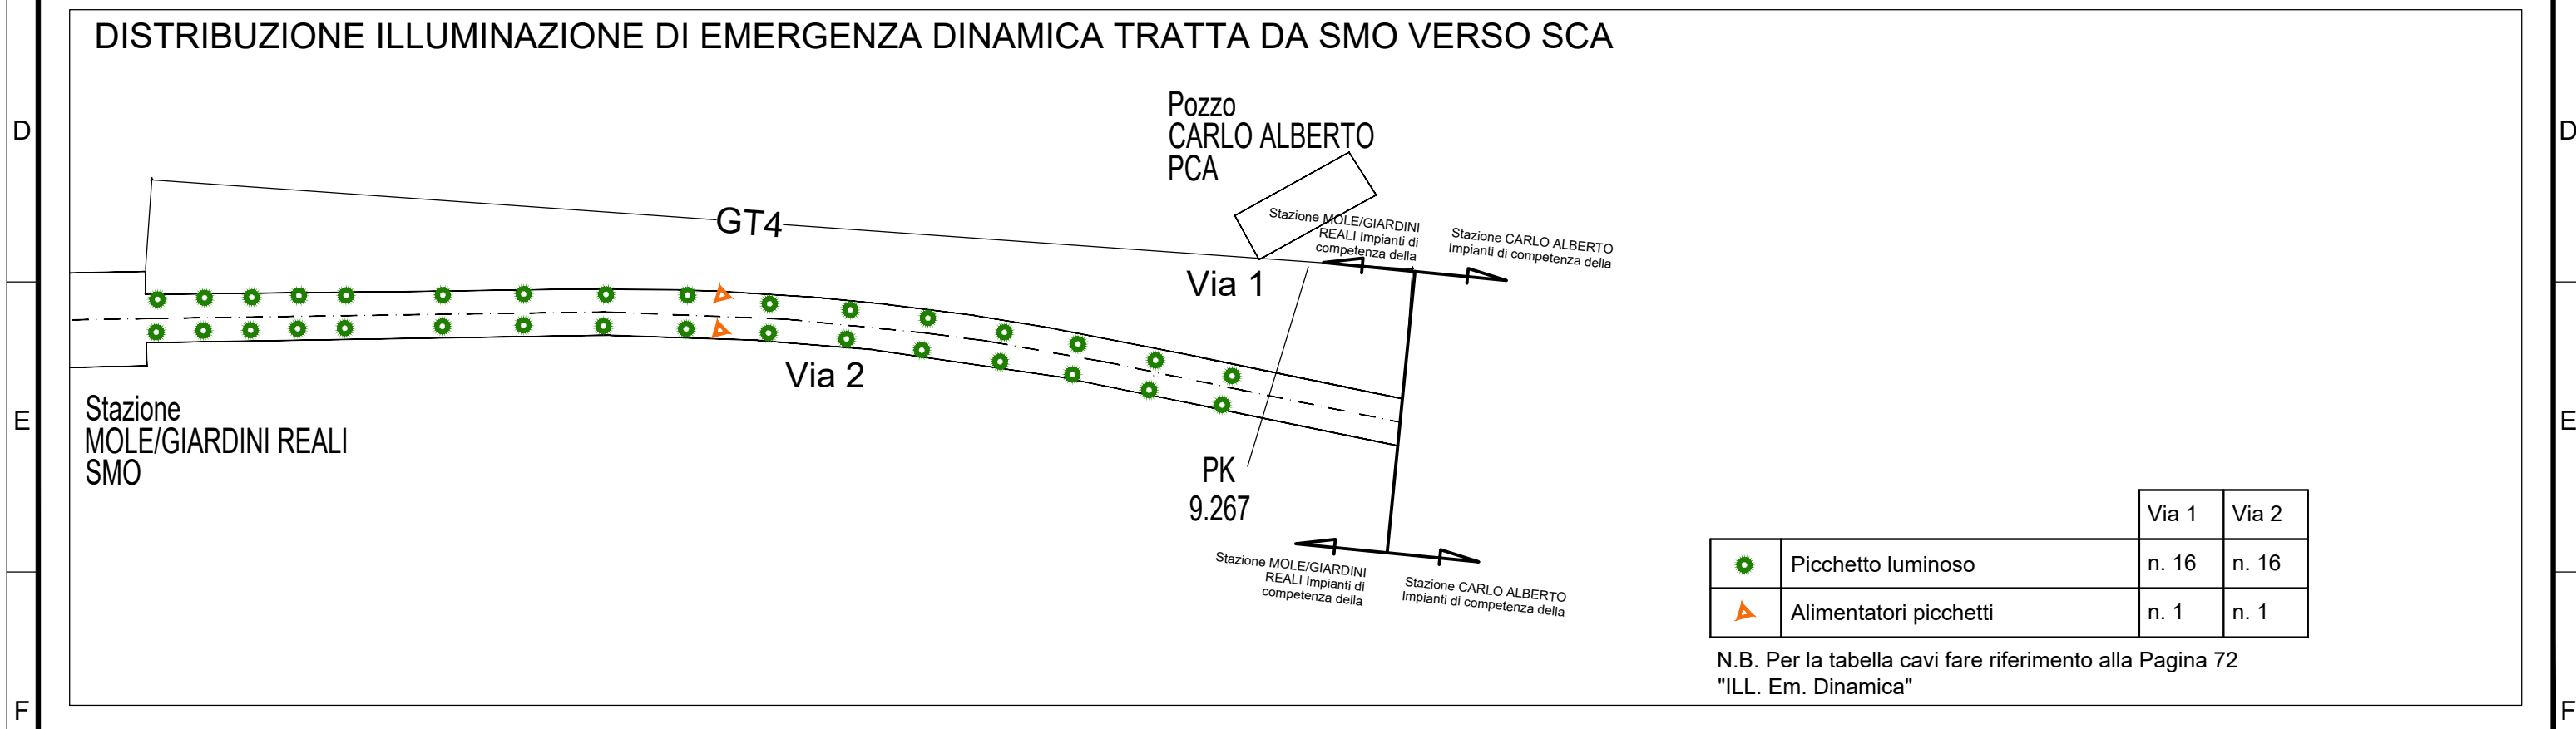 DISTRIBUZIONE ILLUMINAZIONE DI EMERGENZA DINAMICA TRATTA DA SMO VERSO SCA
D
D
Pozzo
CARLO ALBERTO
PCA
GT4
Stazione MOLE/GIARDINI
REALI Impianti di
competenza della
Stazione CARLO ALBERTO
Impianti di competenza della
Via 1
Via 2
Stazione
MOLE/GIARDINI REALI
SMO
E
E
PK
9.267
Stazione MOLE/GIARDINI
REALI Impianti di
competenza della
Stazione CARLO ALBERTO
Impianti di competenza della
Via 1 Via 2
Picchetto luminoso n. 16 n. 16
Alimentatori picchetti n. 1 n. 1
N.B. Per la tabella cavi fare riferimento alla Pagina 72
"ILL. Em. Dinamica"
F
F